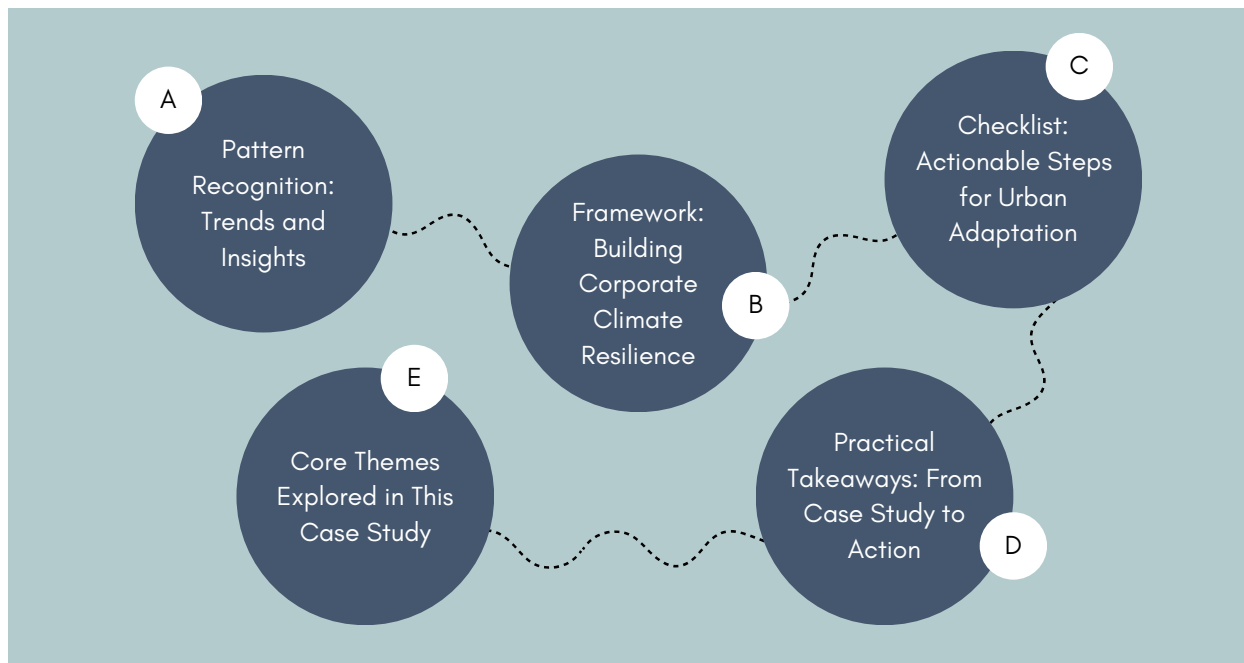 A
Pattern
Recognition:
Trends and
Insights
Framework:
Building
Corporate
Climate
Resilience
B
C
Checklist:
Actionable Steps
for Urban
Adaptation
Practical
Takeaways: From
Case Study to
Action
D
E
Core Themes
Explored in This
Case Study